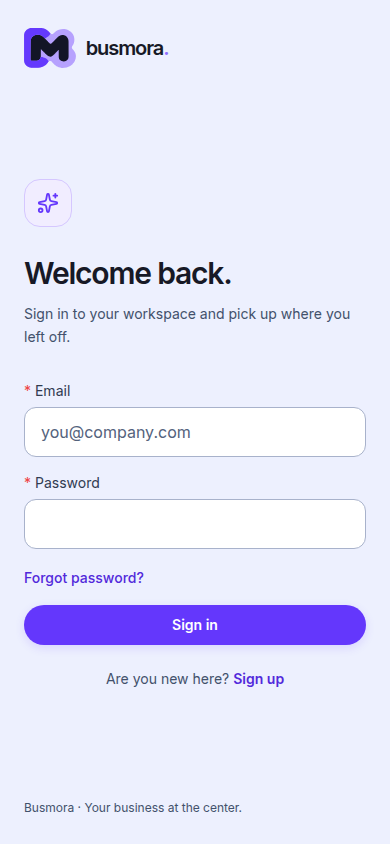 busmora.
Welcome back.
Sign in to your workspace and pick up where you
left off.
* Email
you@company.com
* Password
Forgot password?
Sign in
Are you new here? Sign up
Busmora · Your business at the center.